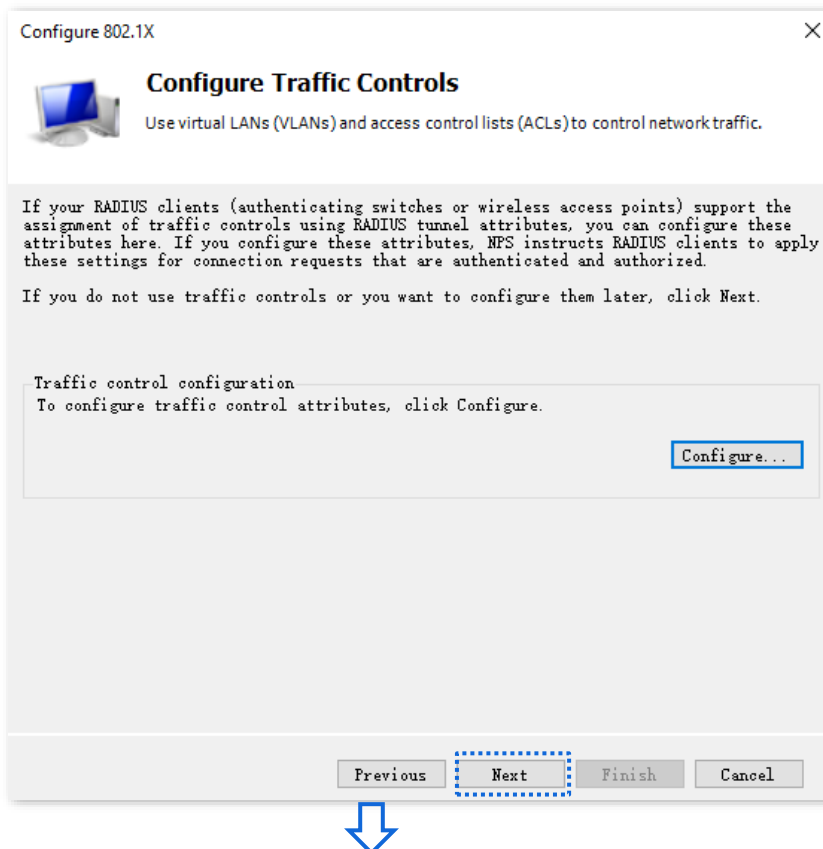 Configure 802.1X
Configure Traffic Controls
Use virtual LANs (VLANs) and access control lists (ACLs) to control network traffic.
If your RADIUS clients (authenticating switches or wireless access points) support the
assignment of traffic controls using RADIUS tunnel attributes, you can configure these
attributes here. If you configure these attributes, NPS instructs RADIUS clients to apply
these settings for connection requests that are authenticated and authorized.
If you do not use traffic controls or you want to configure them later, click Next.
Traffic control configuration
To configure traffic control attributes, click Configure.
Configure...
Previous Next Finish Cancel